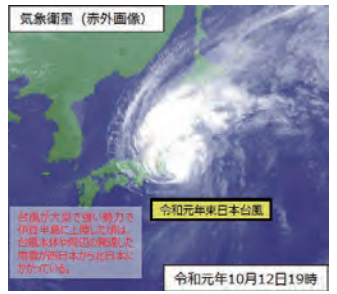 気象衛星（赤外画像）
令和元年東日本台風
台風が大型で強い勢力で
伊豆半島に上陸した頃は、
台風本体や周辺の発達した
雨雲が西日本から北日本に
かかっている。
令和元年10月12日19時